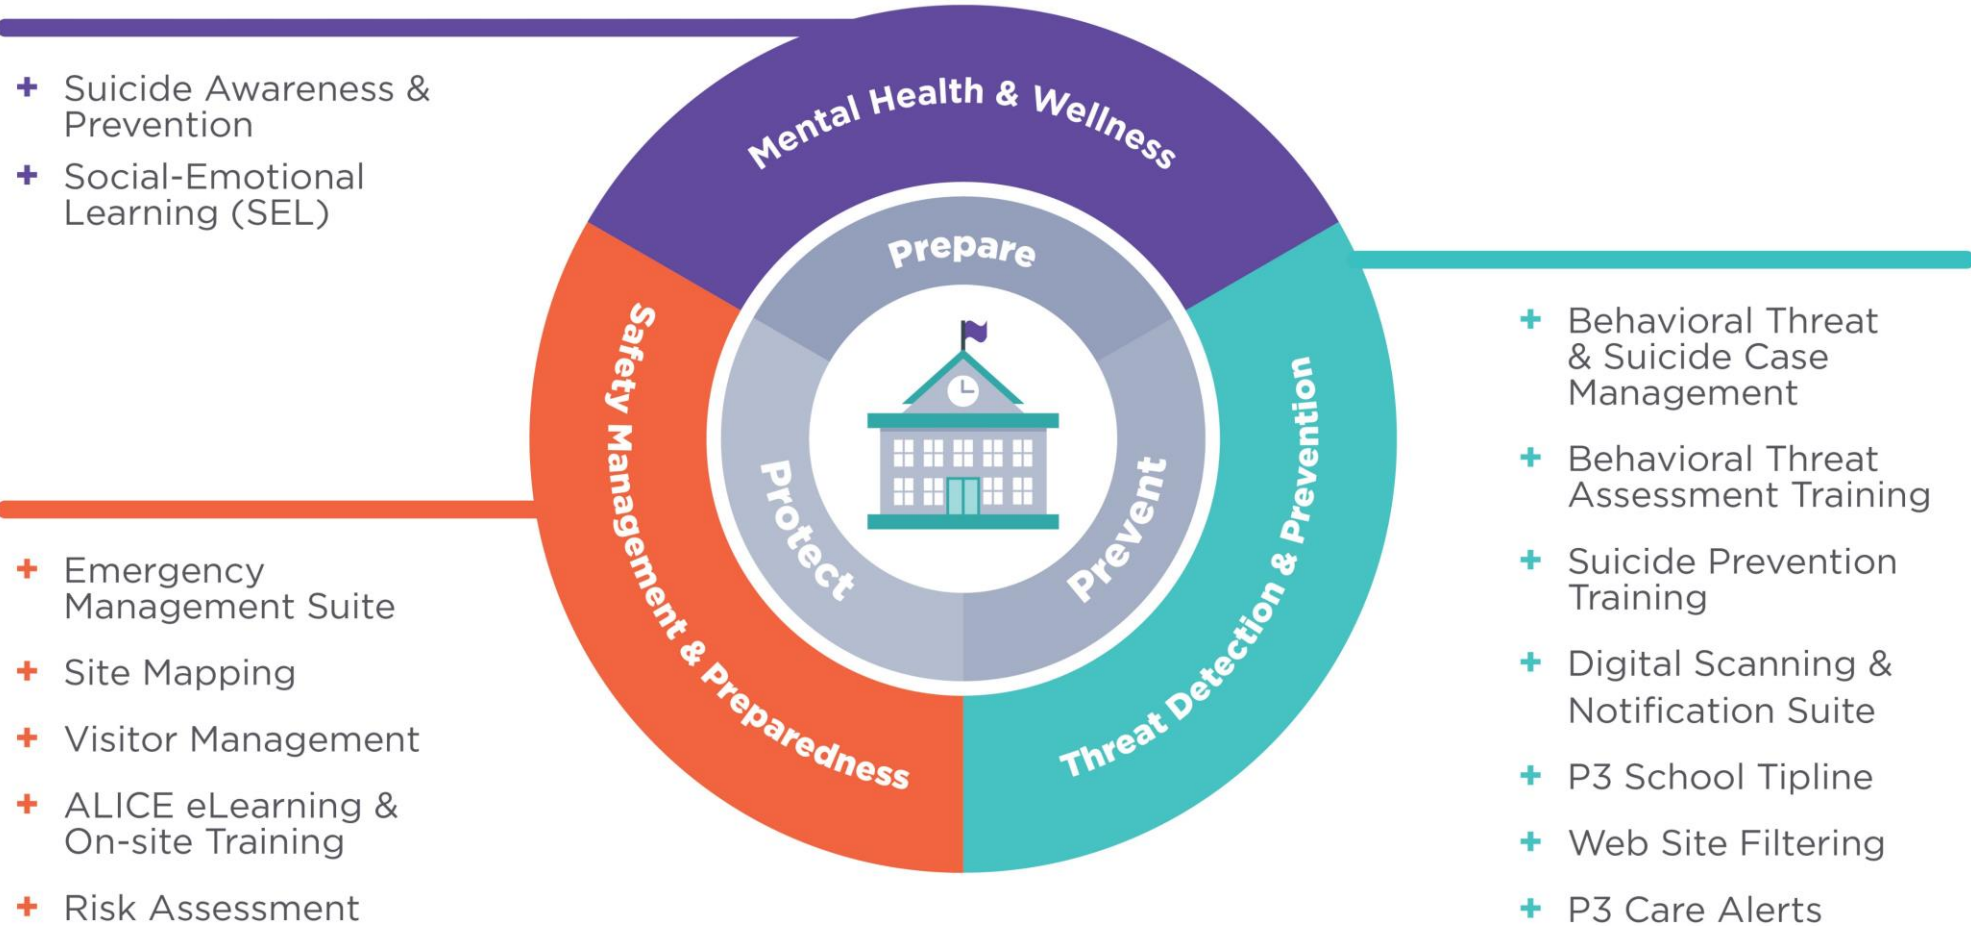 Suicide Awareness &
Prevention
Social-Emotional
Learning (SEL)
Mental Health & Wellness
Prepare
Safety Management & Preparedness
Protect
Prevent
Threat Detection & Prevention
Emergency
Management Suite
Site Mapping
Visitor Management
ALICE eLearning &
On-site Training
Risk Assessment
Behavioral Threat
& Suicide Case
Management
Behavioral Threat
Assessment Training
Suicide Prevention
Training
Digital Scanning &
Notification Suite
P3 School Tipline
Web Site Filtering
P3 Care Alerts